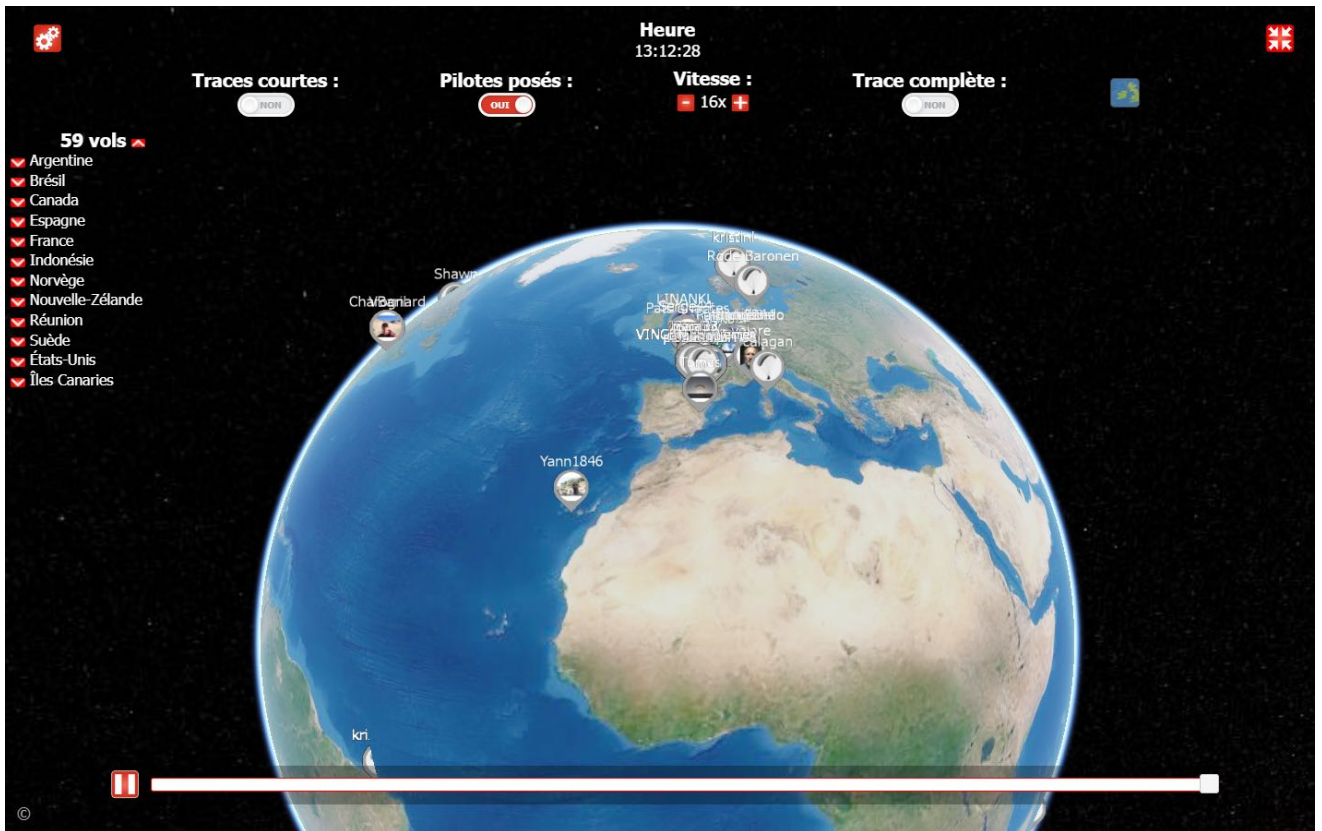 Heure
13:12:28
Traces courtes :
NON
Pilotes posés :
OUI
Vitesse :
- 16x +
Trace complète :
NON
59 vols
Argentine
Brésil
Canada
Espagne
France
Indonésie
Norvège
Nouvelle-Zélande
Réunion
Suède
États-Unis
Îles Canaries
Rode Baronen
Yann1846
kri
©